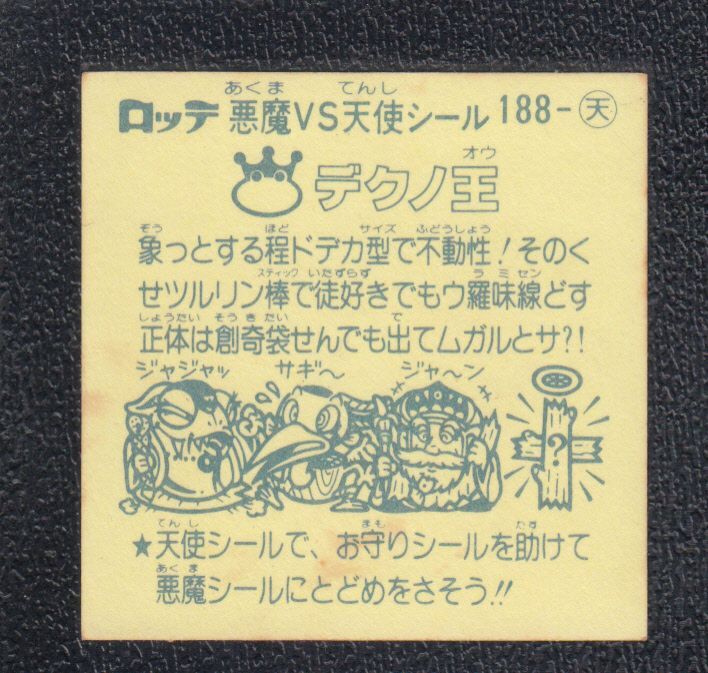 ロッテ 悪魔VS天使シール 188-天
あくま てんし
デクノ王
オウ
象っとする程ドデカ型で不動性!そのく
ぞう ほど サイズ ふどうしょう
せツルリン棒で徒好きでもウ羅味線どす
スティック いたずらず ラミセン
正体は創奇袋せんでも出てムガルとサ?!
しょうたい そうきたい で
ジャジャッ サギ〜 ジャ〜ン
?
★天使シールで、お守りシールを助けて
てんし まも たす
悪魔シールにとどめをさそう!!
あくま